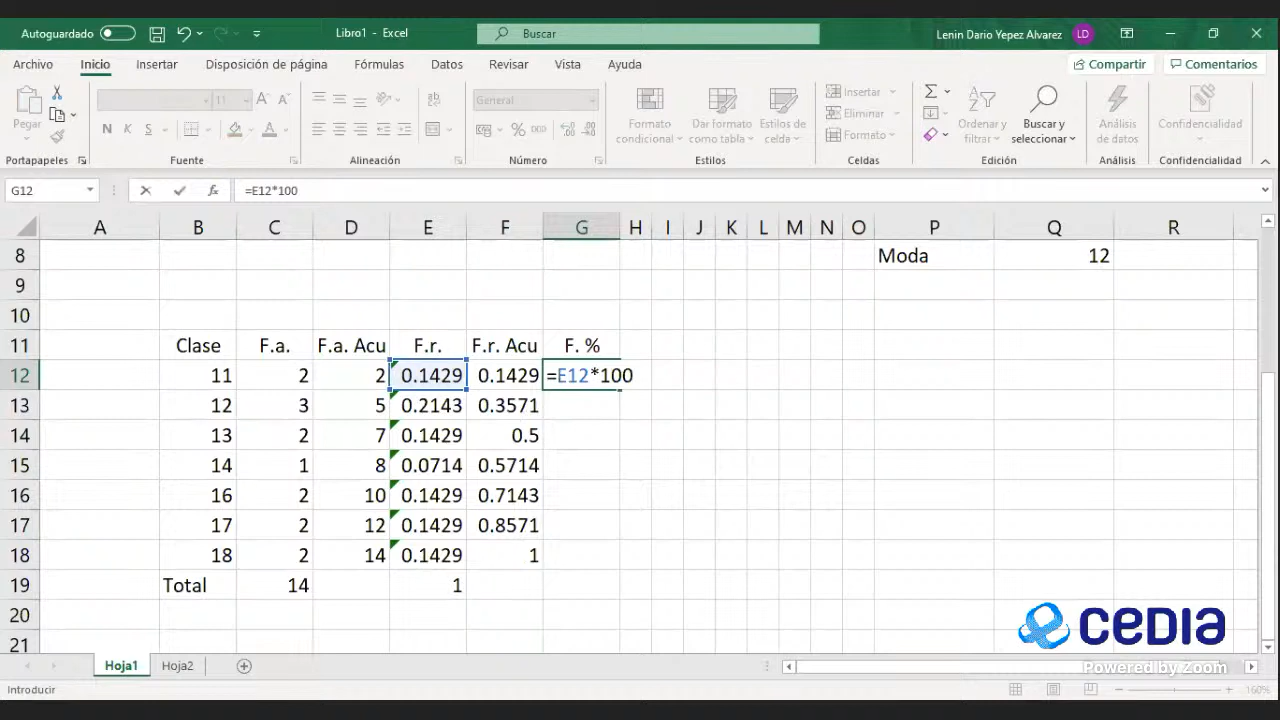 Autoguardado
Libro1 - Excel
Buscar
Lenin Dario Yepez Alvarez LD
Archivo Inicio Insertar Disposición de página Fórmulas Datos Revisar Vista Ayuda Compartir Comentarios
Pegar
N K S
11
General
% 000
Formato condicional
Dar formato como tabla
Estilos de celda
Insertar
Eliminar
Formato
Ordenar y filtrar
Buscar y seleccionar
Análisis de datos
Confidencialidad
Portapapeles Fuente Alineación Número Estilos Celdas Edición Análisis Confidencialidad
G12 fx =E12*100
A B C D E F G H I J K L M N O P Q R
8 Moda 12
9
10
11 Clase F.a. F.a. Acu F.r. F.r. Acu F. %
12 11 2 2 0.1429 0.1429 =E12*100
13 12 3 5 0.2143 0.3571
14 13 2 7 0.1429 0.5
15 14 1 8 0.0714 0.5714
16 16 2 10 0.1429 0.7143
17 17 2 12 0.1429 0.8571
18 18 2 14 0.1429 1
19 Total 14 1
20
21
cedia
Powered by Zoom
Hoja1 Hoja2
Introducir 160%